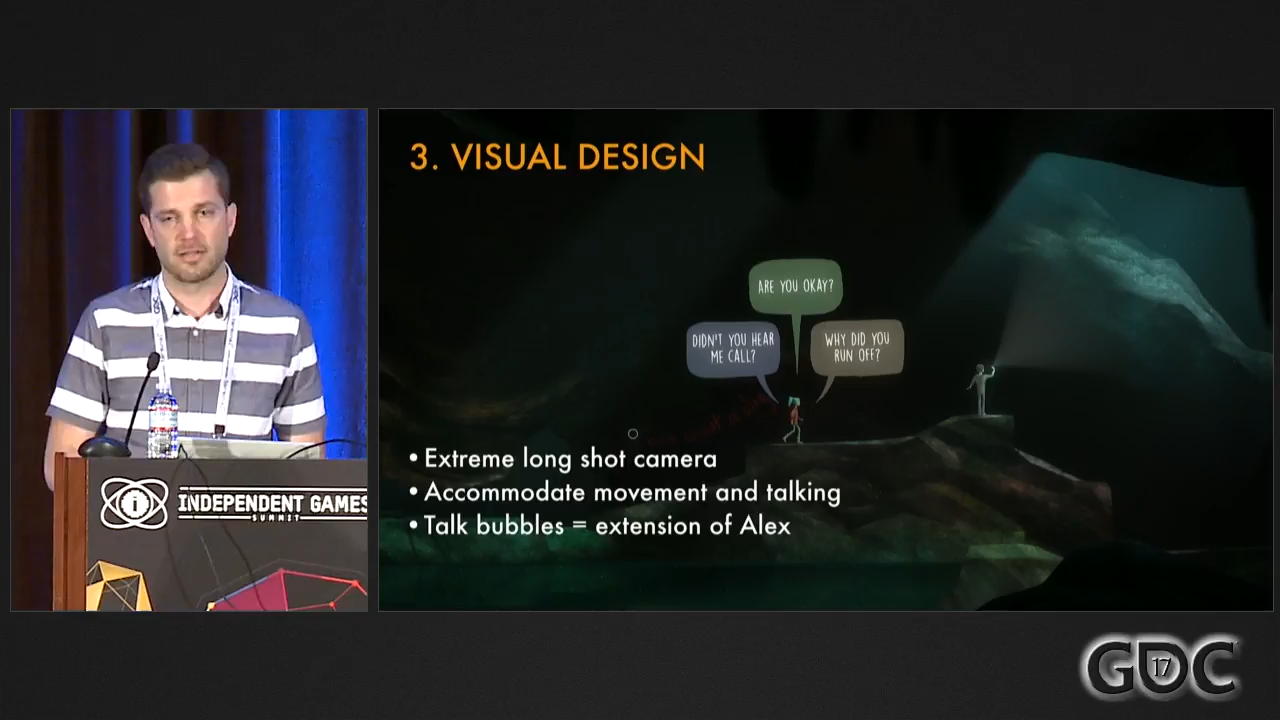 3. VISUAL DESIGN
ARE YOU OKAY?
DIDN'T YOU HEAR
ME CALL?
WHY DID YOU
RUN OFF?
• Extreme long shot camera
• Accommodate movement and talking
• Talk bubbles = extension of Alex
INDEPENDENT GAMES
SUMMIT
GDC
17